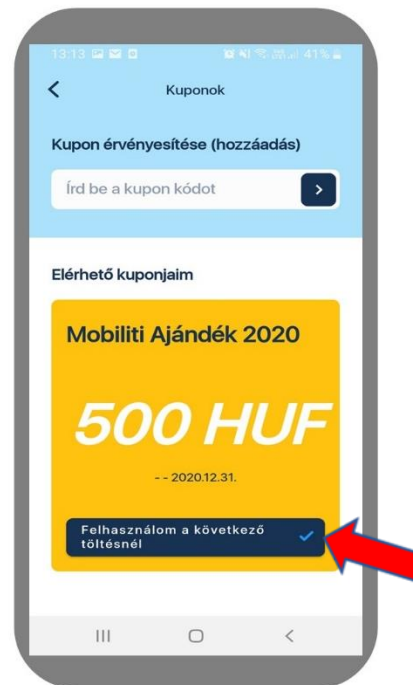 13:13
41%
Kuponok
Kupon érvényesítése (hozzáadás)
Írd be a kupon kódot
Elérhető kuponjaim
Mobiliti Ajándék 2020
500 HUF
- - 2020.12.31.
Felhasználom a következő
töltésnél